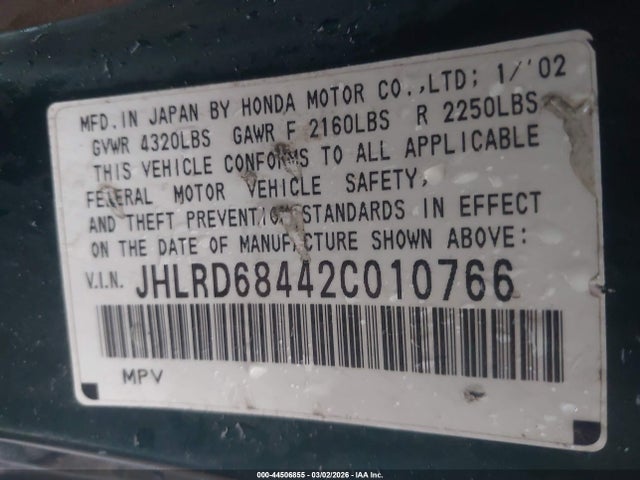 MFD. IN JAPAN BY HONDA MOTOR CO.,LTD; 1/'02
GVWR 4320LBS GAWR F 2160LBS R 2250LBS
THIS VEHICLE CONFORMS TO ALL APPLICABLE
FEDERAL MOTOR VEHICLE SAFETY,
AND THEFT PREVENTION STANDARDS IN EFFECT
ON THE DATE OF MANUFACTURE SHOWN ABOVE:
V.I.N. JHLRD68442C010766
MPV
000-44506855 - 03/02/2026 - IAA Inc.